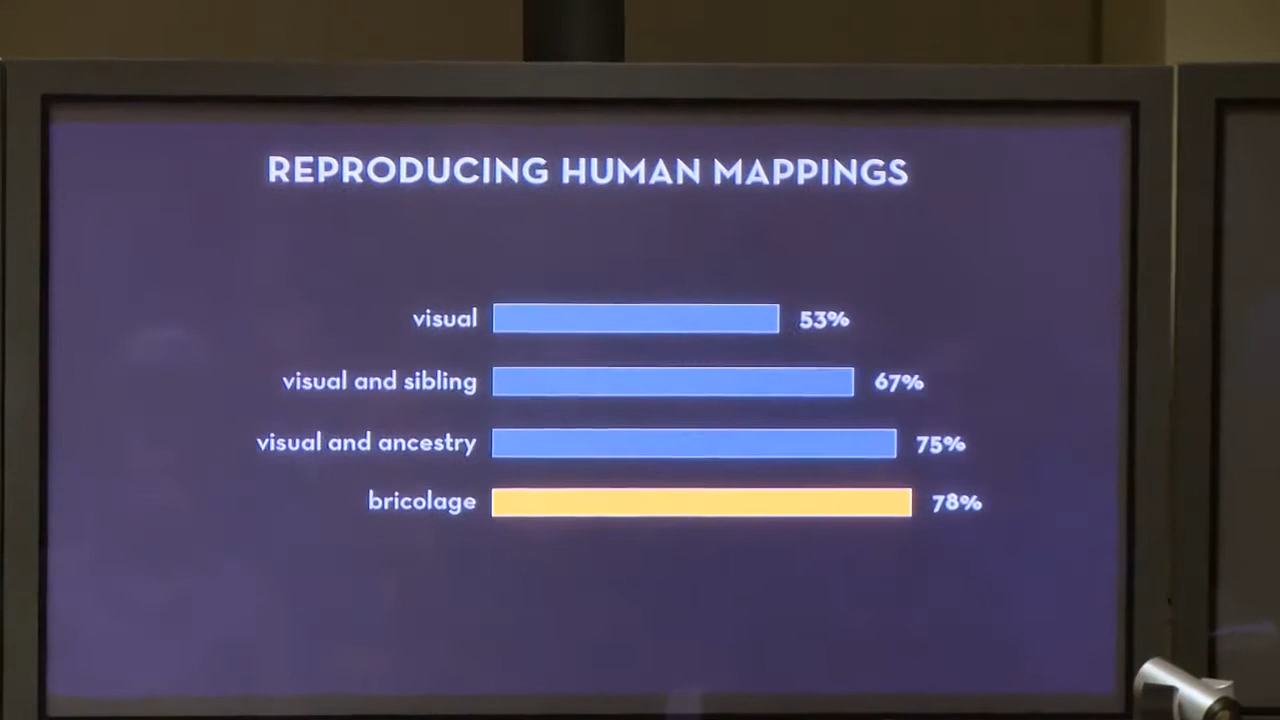 REPRODUCING HUMAN MAPPINGS
visual 53%
visual and sibling 67%
visual and ancestry 75%
bricolage 78%